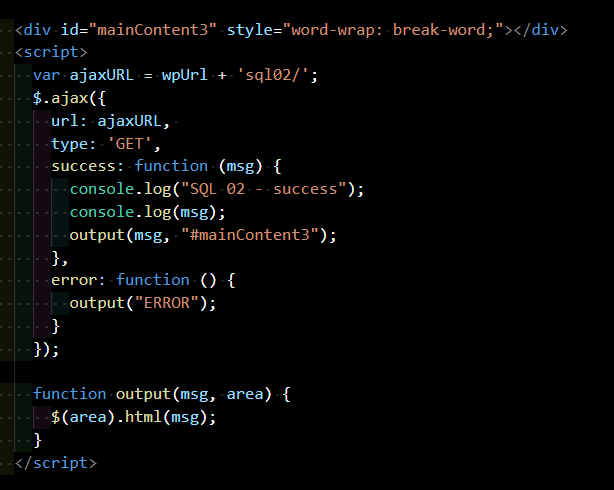 <div id="mainContent3" style="word-wrap: break-word;"></div>
<script>
  var ajaxURL = wpUrl + 'sql02/';
  $.ajax({
    url: ajaxURL,
    type: 'GET',
    success: function (msg) {
      console.log("SQL 02 - success");
      console.log(msg);
      output(msg, "#mainContent3");
    },
    error: function () {
      output("ERROR");
    }
  });

  function output(msg, area) {
    $(area).html(msg);
  }
</script>